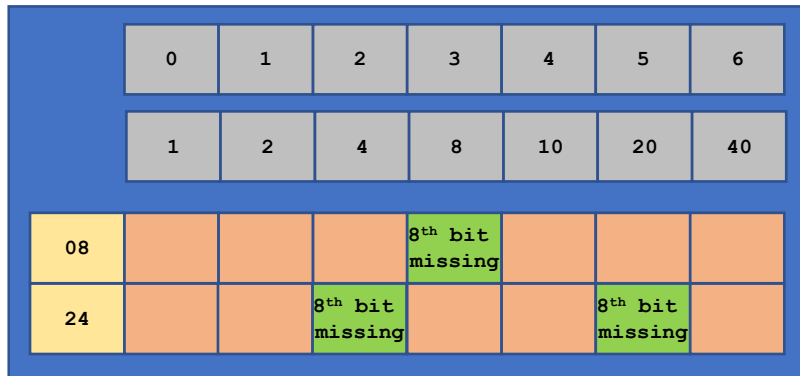 0 1 2 3 4 5 6
1 2 4 8 10 20 40
08 8th bit missing
24 8th bit missing 8th bit missing